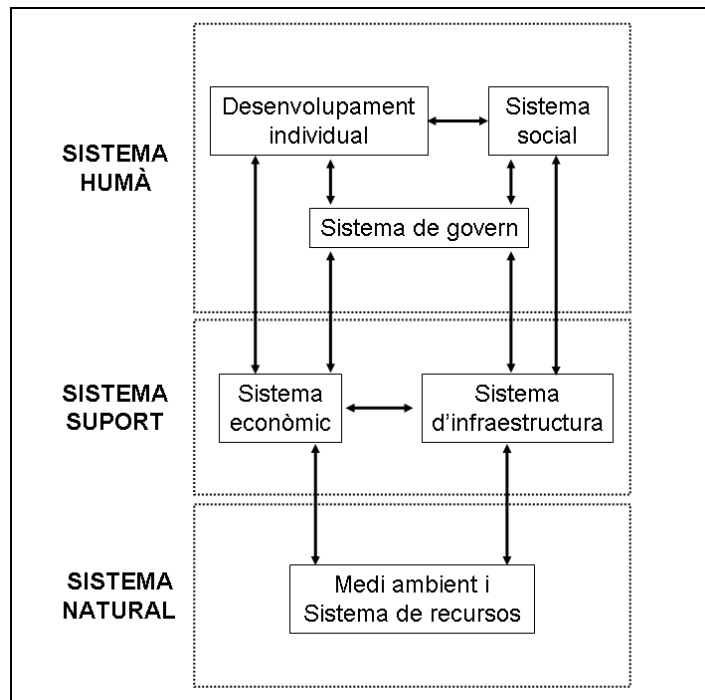 SISTEMA
HUMÀ
Desenvolupament
individual
Sistema
social
Sistema de govern
SISTEMA
SUPORT
Sistema
econòmic
Sistema
d'infraestructura
SISTEMA
NATURAL
Medi ambient i
Sistema de recursos